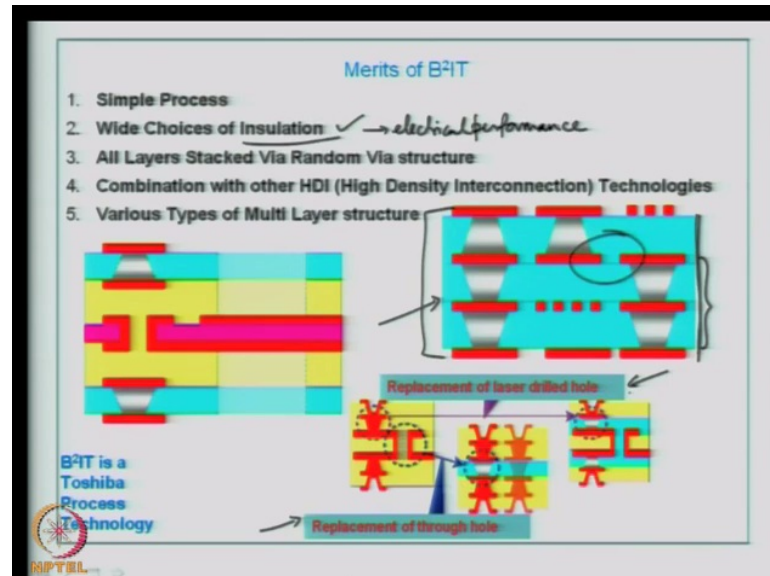 Merits of B²IT
1. Simple Process
2. Wide Choices of Insulation ✓ → electrical performance
3. All Layers Stacked Via Random Via structure
4. Combination with other HDI (High Density Interconnection) Technologies
5. Various Types of Multi Layer structure
Replacement of laser drilled hole
B²IT is a
Toshiba
Process
Technology
Replacement of through hole
NPTEL